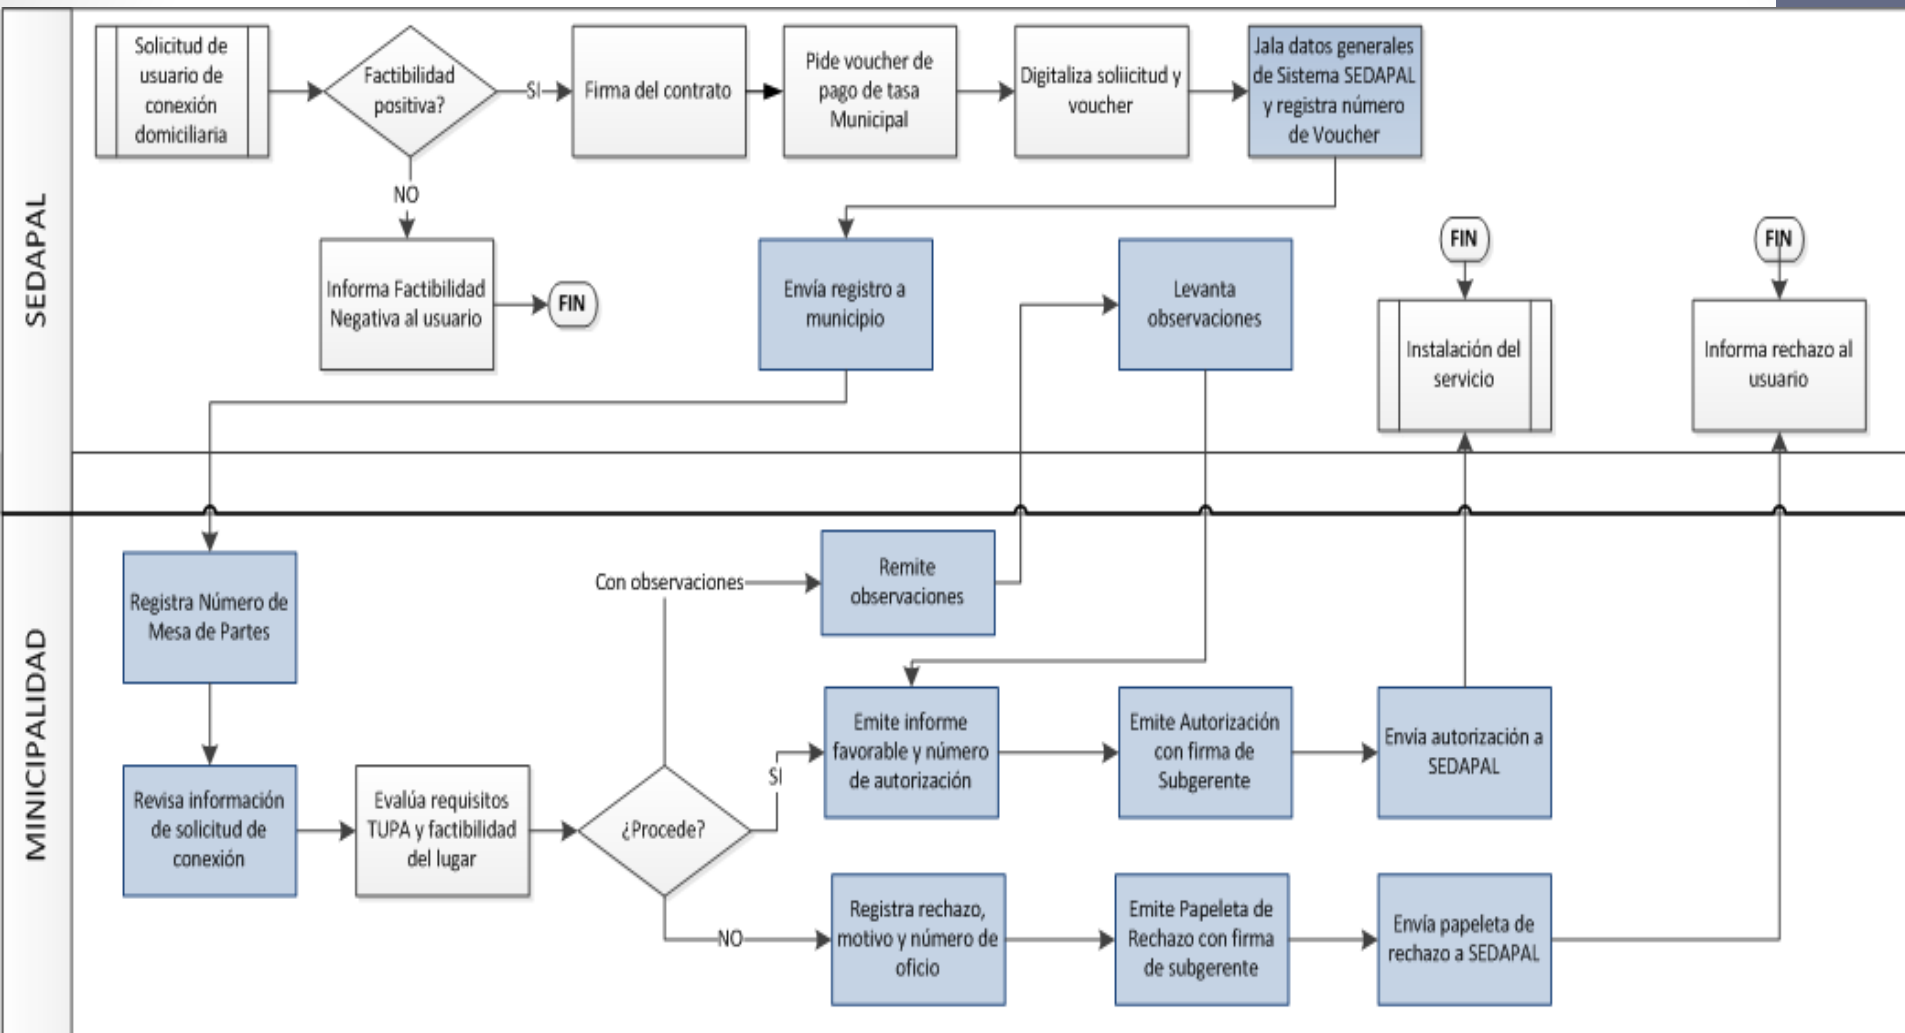 SEDAPAL
Solicitud de
usuario de
conexión
domiciliaria
Factibilidad
positiva?
SI
Firma del contrato
Pide voucher de
pago de tasa
Municipal
Digitaliza soliicitud y
voucher
Jala datos generales
de Sistema SEDAPAL
y registra número
de Voucher
NO
Informa Factibilidad
Negativa al usuario
FIN
Envía registro a
municipio
Levanta
observaciones
FIN
Instalación del
servicio
FIN
Informa rechazo al
usuario
MINICIPALIDAD
Registra Número de
Mesa de Partes
Revisa información
de solicitud de
conexión
Evalúa requisitos
TUPA y factibilidad
del lugar
¿Procede?
Con observaciones
Remite
observaciones
SI
Emite informe
favorable y número
de autorización
Emite Autorización
con firma de
Subgerente
Envía autorización a
SEDAPAL
NO
Registra rechazo,
motivo y número de
oficio
Emite Papeleta de
Rechazo con firma
de subgerente
Envía papeleta de
rechazo a SEDAPAL